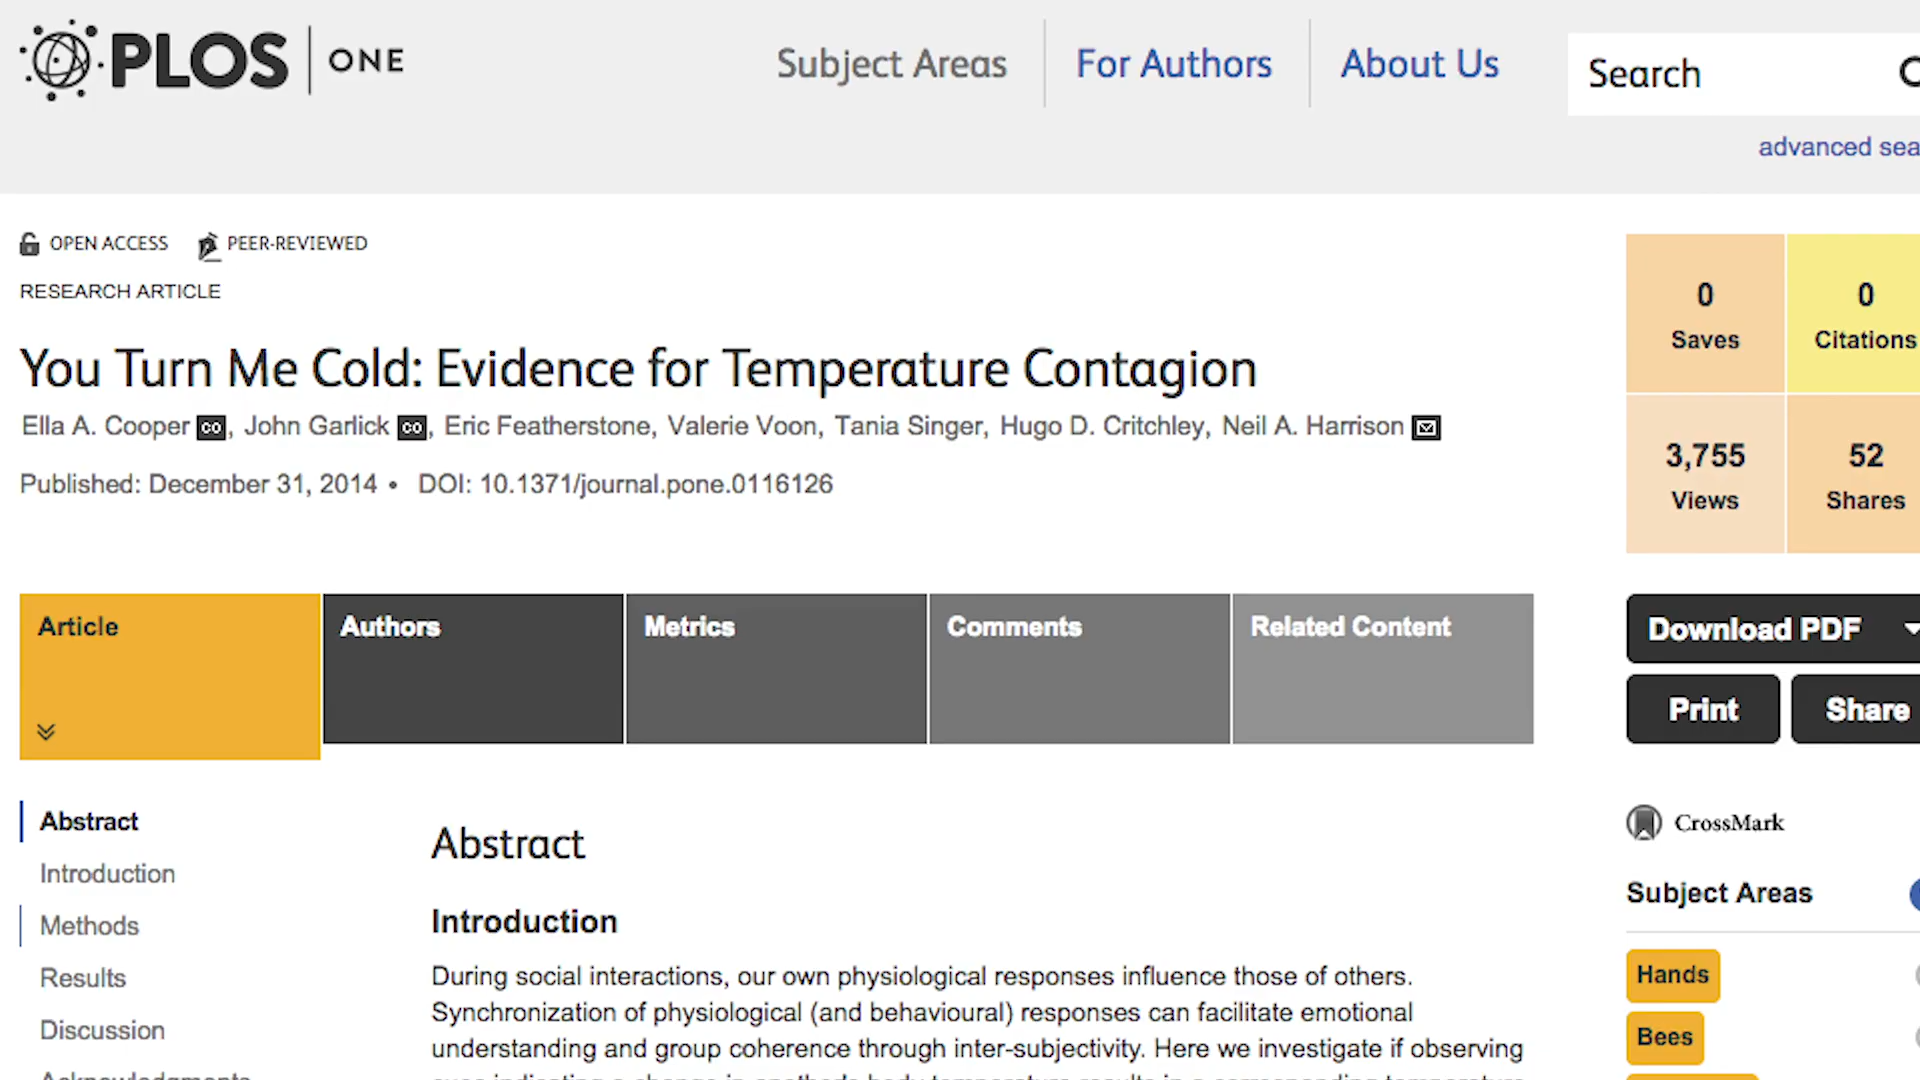 PLOS ONE
Subject Areas
For Authors
About Us
Search
advanced
OPEN ACCESS PEER-REVIEWED
RESEARCH ARTICLE
You Turn Me Cold: Evidence for Temperature Contagion
Ella A. Cooper co, John Garlick co, Eric Featherstone, Valerie Voon, Tania Singer, Hugo D. Critchley, Neil A. Harrison
Published: December 31, 2014 • DOI: 10.1371/journal.pone.0116126
0
Saves
0
Citations
3,755
Views
52
Shares
Article
Authors
Metrics
Comments
Related Content
Download PDF
Print
Share
CrossMark
Subject Areas
Hands
Bees
Abstract
Introduction
Methods
Results
Discussion
Abstract
Introduction
During social interactions, our own physiological responses influence those of others.
Synchronization of physiological (and behavioural) responses can facilitate emotional
understanding and group coherence through inter-subjectivity. Here we investigate if observing